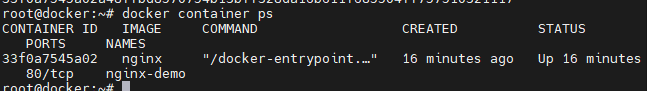 root@docker:~# docker container ps
CONTAINER ID   IMAGE     COMMAND                  CREATED          STATUS
    PORTS     NAMES
33f0a7545a02   nginx     "/docker-entrypoint.…"   16 minutes ago   Up 16 minutes
    80/tcp    nginx-demo
root@docker:~#